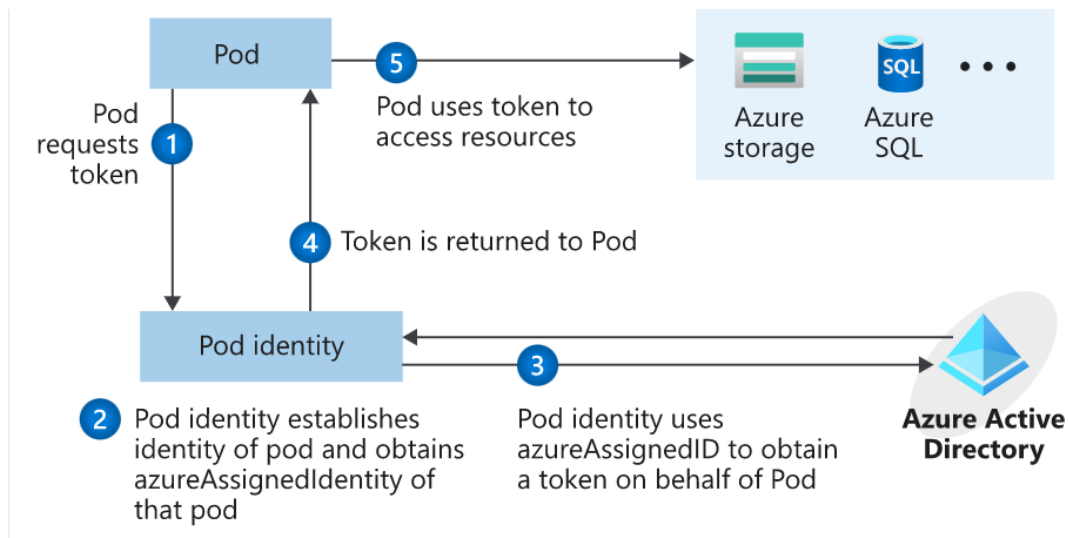 Pod
5
SQL
Pod
requests
token
1
Pod uses token to
access resources
Azure
storage
Azure
SQL
4
Token is returned to Pod
Pod identity
3
2
Pod identity establishes
identity of pod and obtains
azureAssignedIdentity of
that pod
Pod identity uses
azureAssignedID to obtain
a token on behalf of Pod
Azure Active
Directory